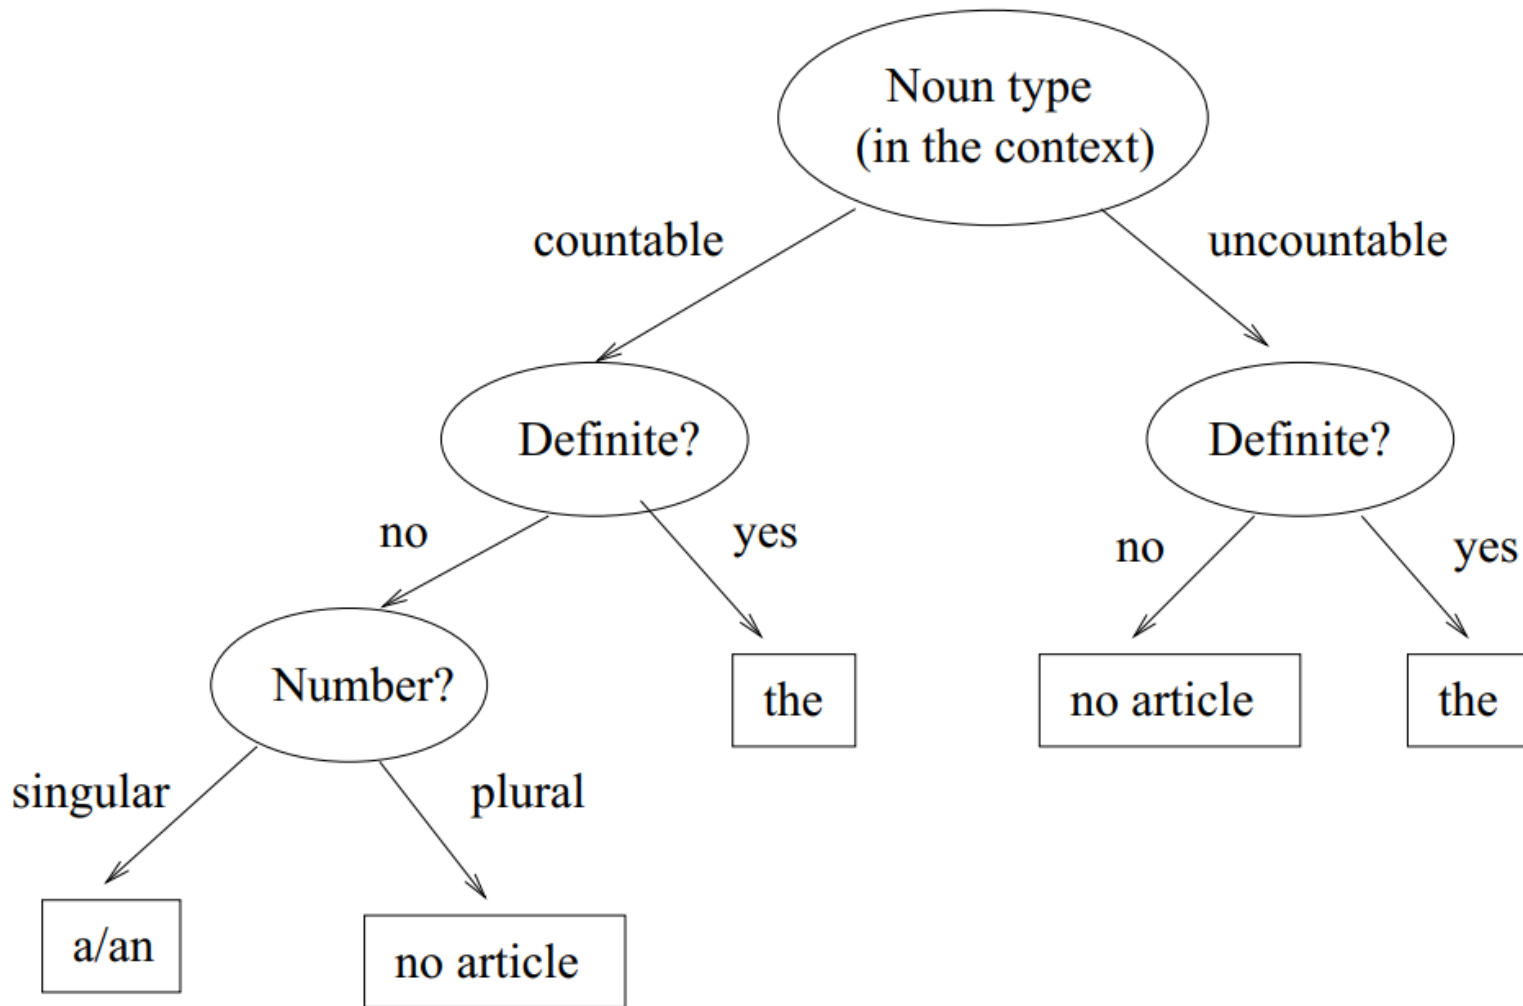 Noun type
(in the context)
countable
uncountable
Definite?
Definite?
no
yes
no
yes
Number?
the
no article
the
singular
plural
a/an
no article